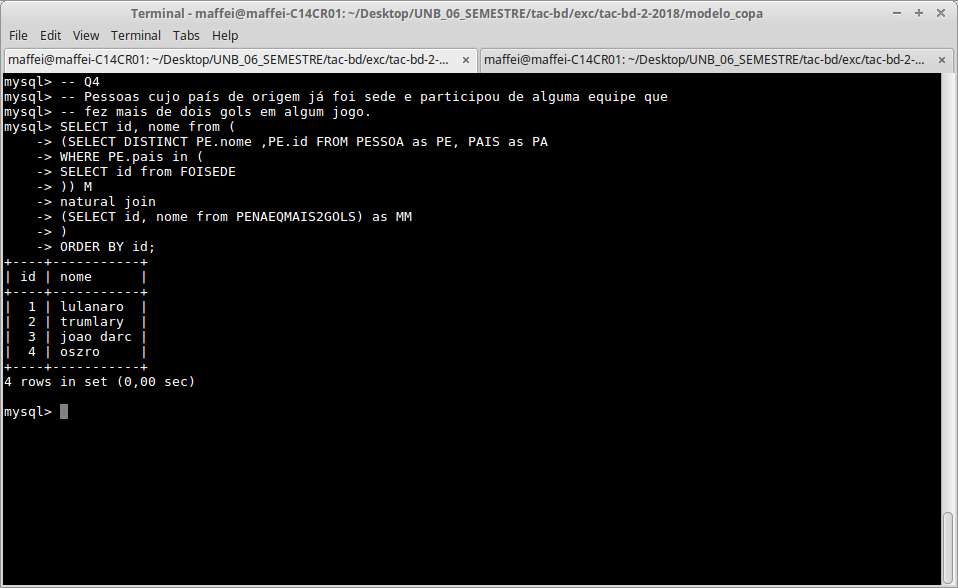 Terminal - maffei@maffei-C14CR01: ~/Desktop/UNB_06_SEMESTRE/tac-bd/exc/tac-bd-2-2018/modelo_copa
File Edit View Terminal Tabs Help
maffei@maffei-C14CR01: ~/Desktop/UNB_06_SEMESTRE/tac-bd/exc/tac-bd-2-... × maffei@maffei-C14CR01: ~/Desktop/UNB_06_SEMESTRE/tac-bd/exc/tac-bd-2-... ×
mysql> -- Q4
mysql> -- Pessoas cujo país de origem já foi sede e participou de alguma equipe que
mysql> -- fez mais de dois gols em algum jogo.
mysql> SELECT id, nome from (
    -> (SELECT DISTINCT PE.nome ,PE.id FROM PESSOA as PE, PAIS as PA
    -> WHERE PE.pais in (
    -> SELECT id from FOISEDE
    -> )) M
    -> natural join
    -> (SELECT id, nome from PENAEQMAIS2GOLS) as MM
    -> )
    -> ORDER BY id;
+----+-----------+
| id | nome      |
+----+-----------+
|  1 | lulanaro  |
|  2 | trumlary  |
|  3 | joao darc |
|  4 | oszro     |
+----+-----------+
4 rows in set (0,00 sec)
mysql>